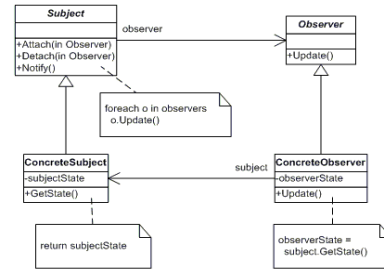 Subject
+Attach(in Observer)
+Detach(in Observer)
+Notify()
observer
Observer
+Update()
foreach o in observers
o.Update()
ConcreteSubject
-subjectState
+GetState()
subject
ConcreteObserver
-observerState
+Update()
return subjectState
observerState =
subject.GetState()